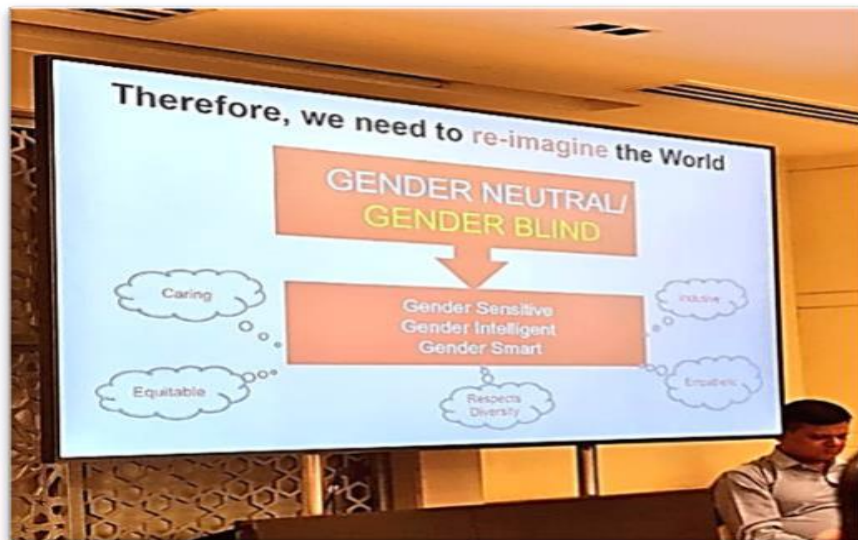 Therefore, we need to re-imagine the World
GENDER NEUTRAL/
GENDER BLIND
Caring
Gender Sensitive
Gender Intelligent
Gender Smart
Inclusive
Equitable
Respects
Diversity
Empathetic